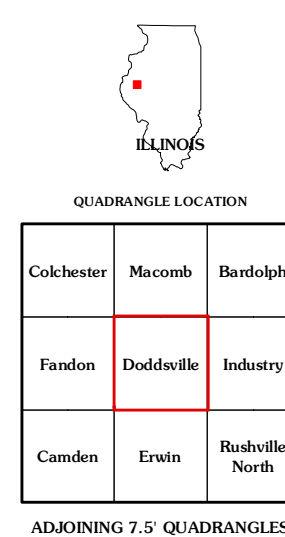 ILLINOIS
QUADRANGLE LOCATION
Colchester Macomb Bardolph
Fandon Doddsville Industry
Camden Erwin Rushville
North
ADJOINING 7.5' QUADRANGLES